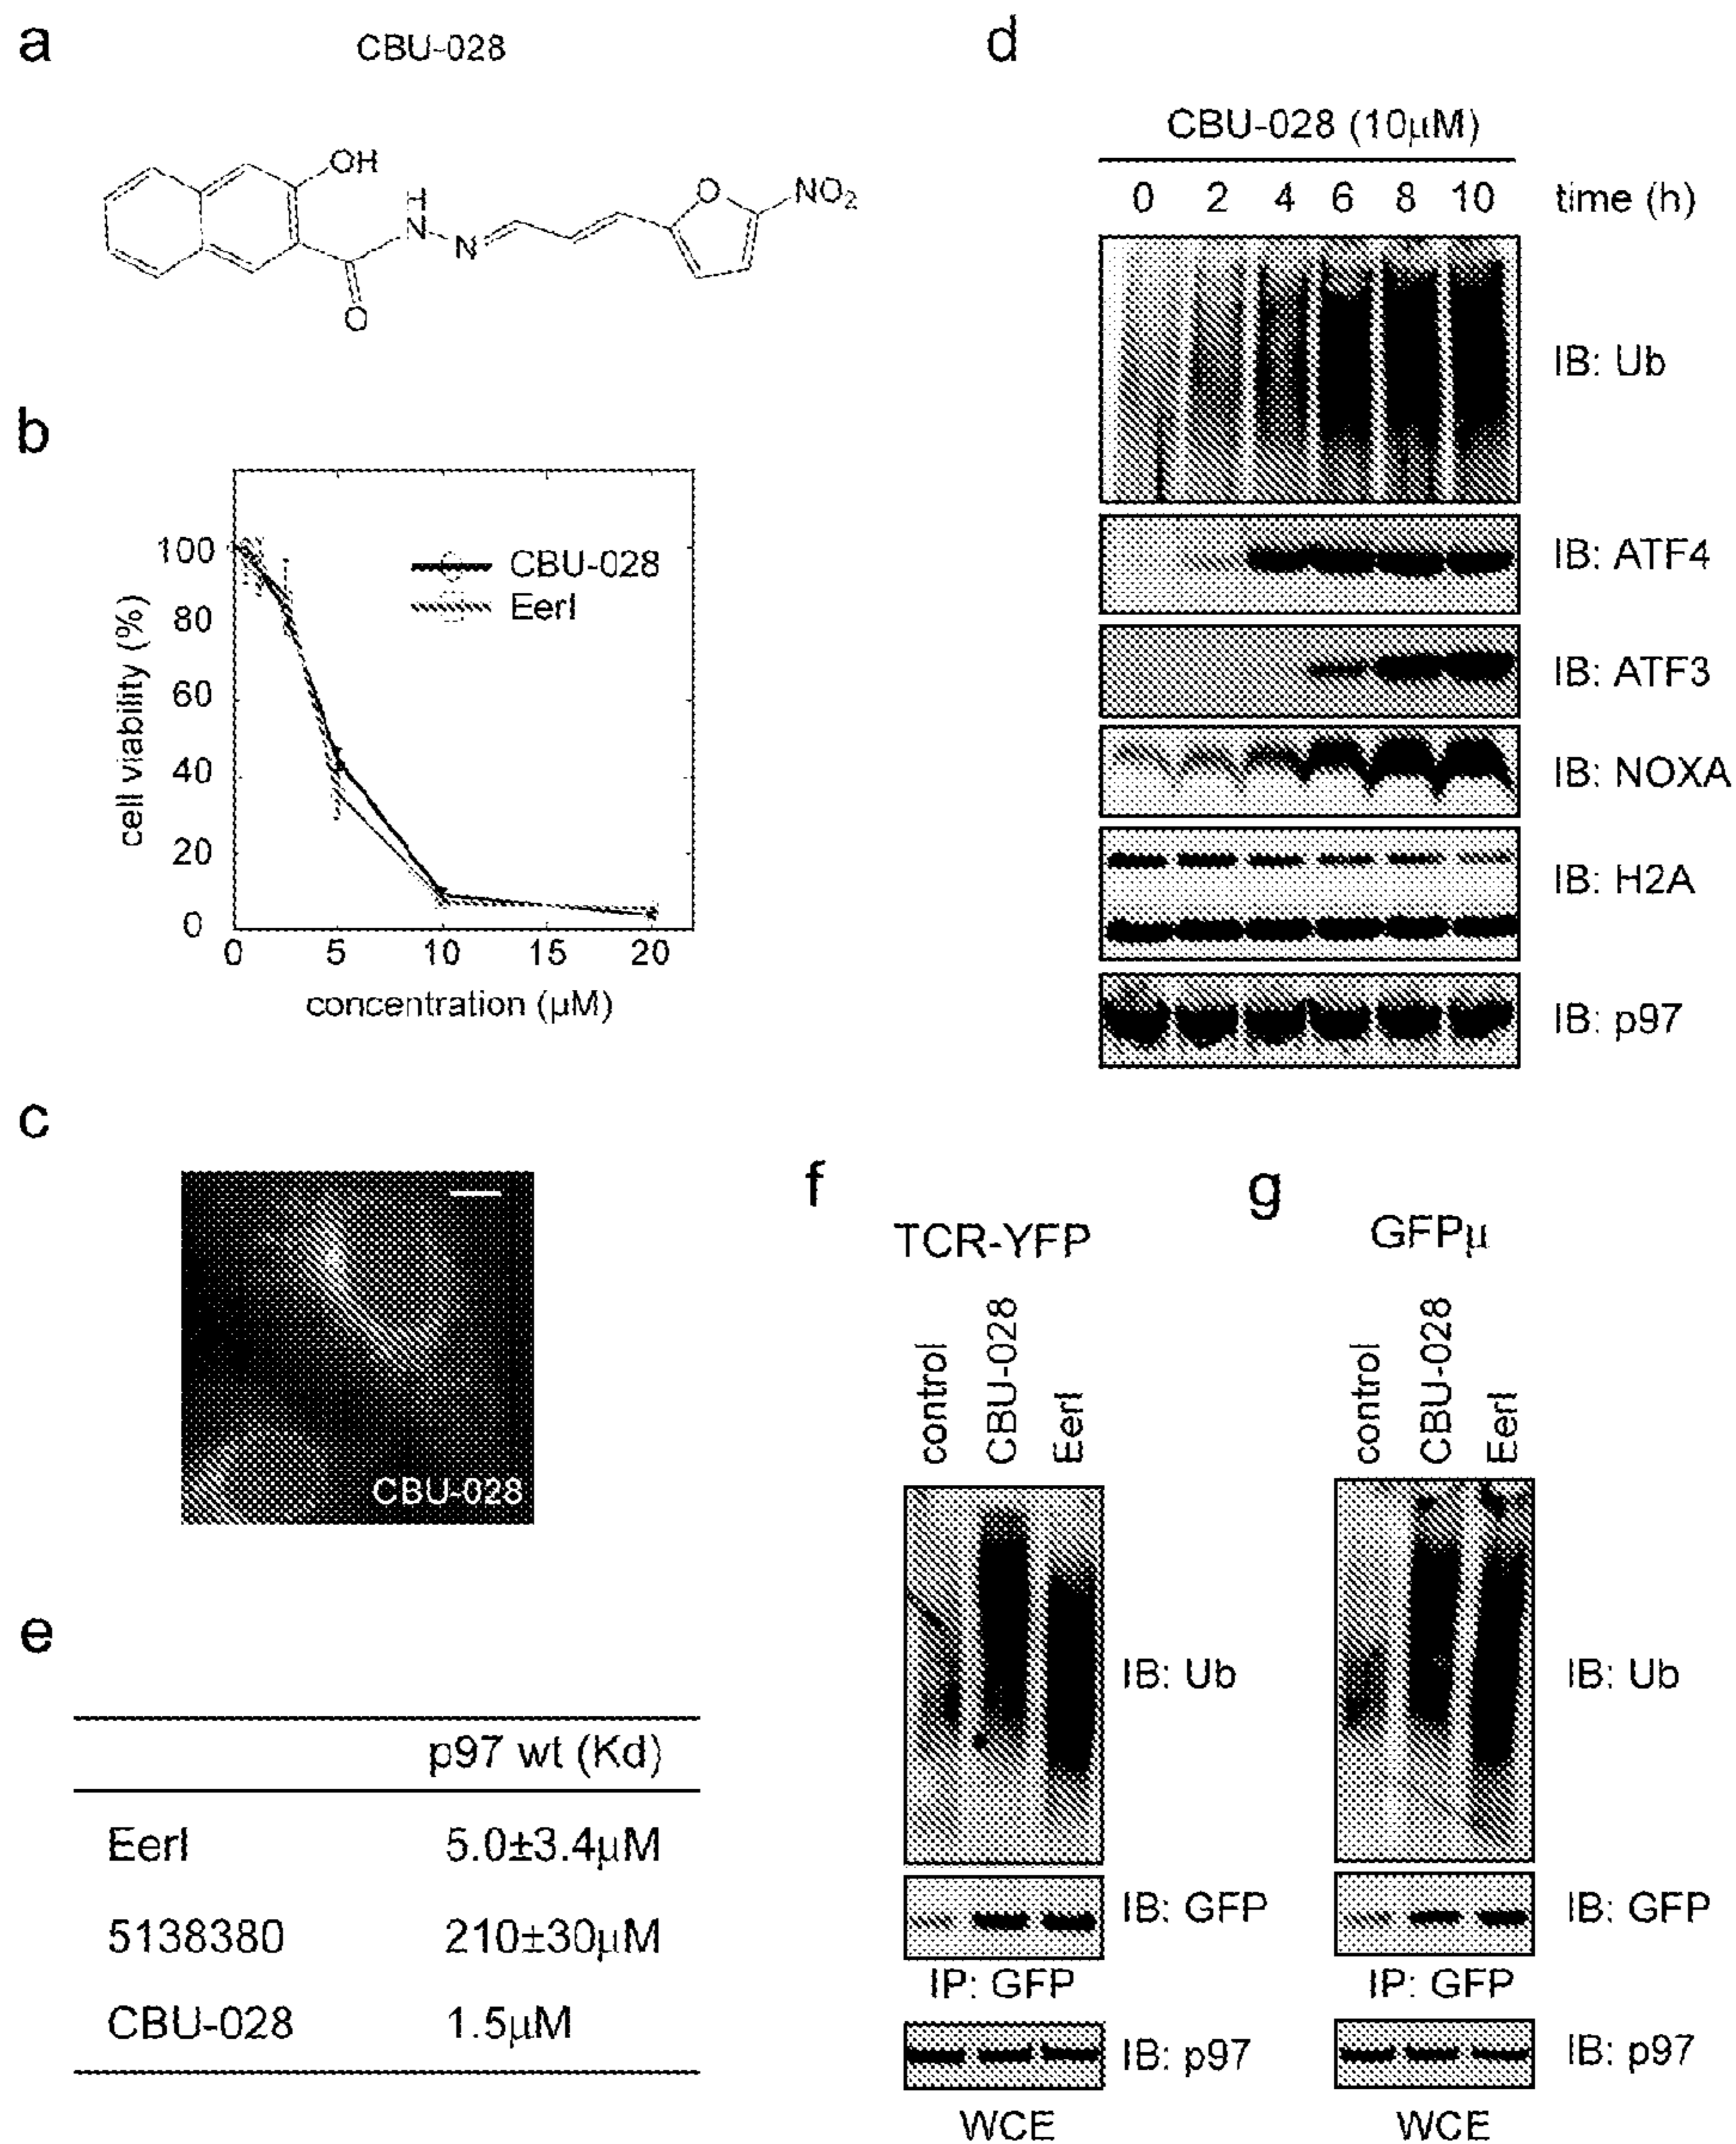 a
CBU-028
OH
H
N
N
O
O
NO2
b
100
80
60
40
20
0
0 5 10 15 20
cell viability (%)
concentration (µM)
CBU-028
EerI
c
CBU-028
d
CBU-028 (10µM)
0 2 4 6 8 10 time (h)
IB: Ub
IB: ATF4
IB: ATF3
IB: NOXA
IB: H2A
IB: p97
e
p97 wt (Kd)
EerI 5.0±3.4µM
5138380 210±30µM
CBU-028 1.5µM
f
TCR-YFP
control
CBU-028
EerI
IB: Ub
IB: GFP
IP: GFP
IB: p97
WCE
g
GFPµ
control
CBU-028
EerI
IB: Ub
IB: GFP
IP: GFP
IB: p97
WCE